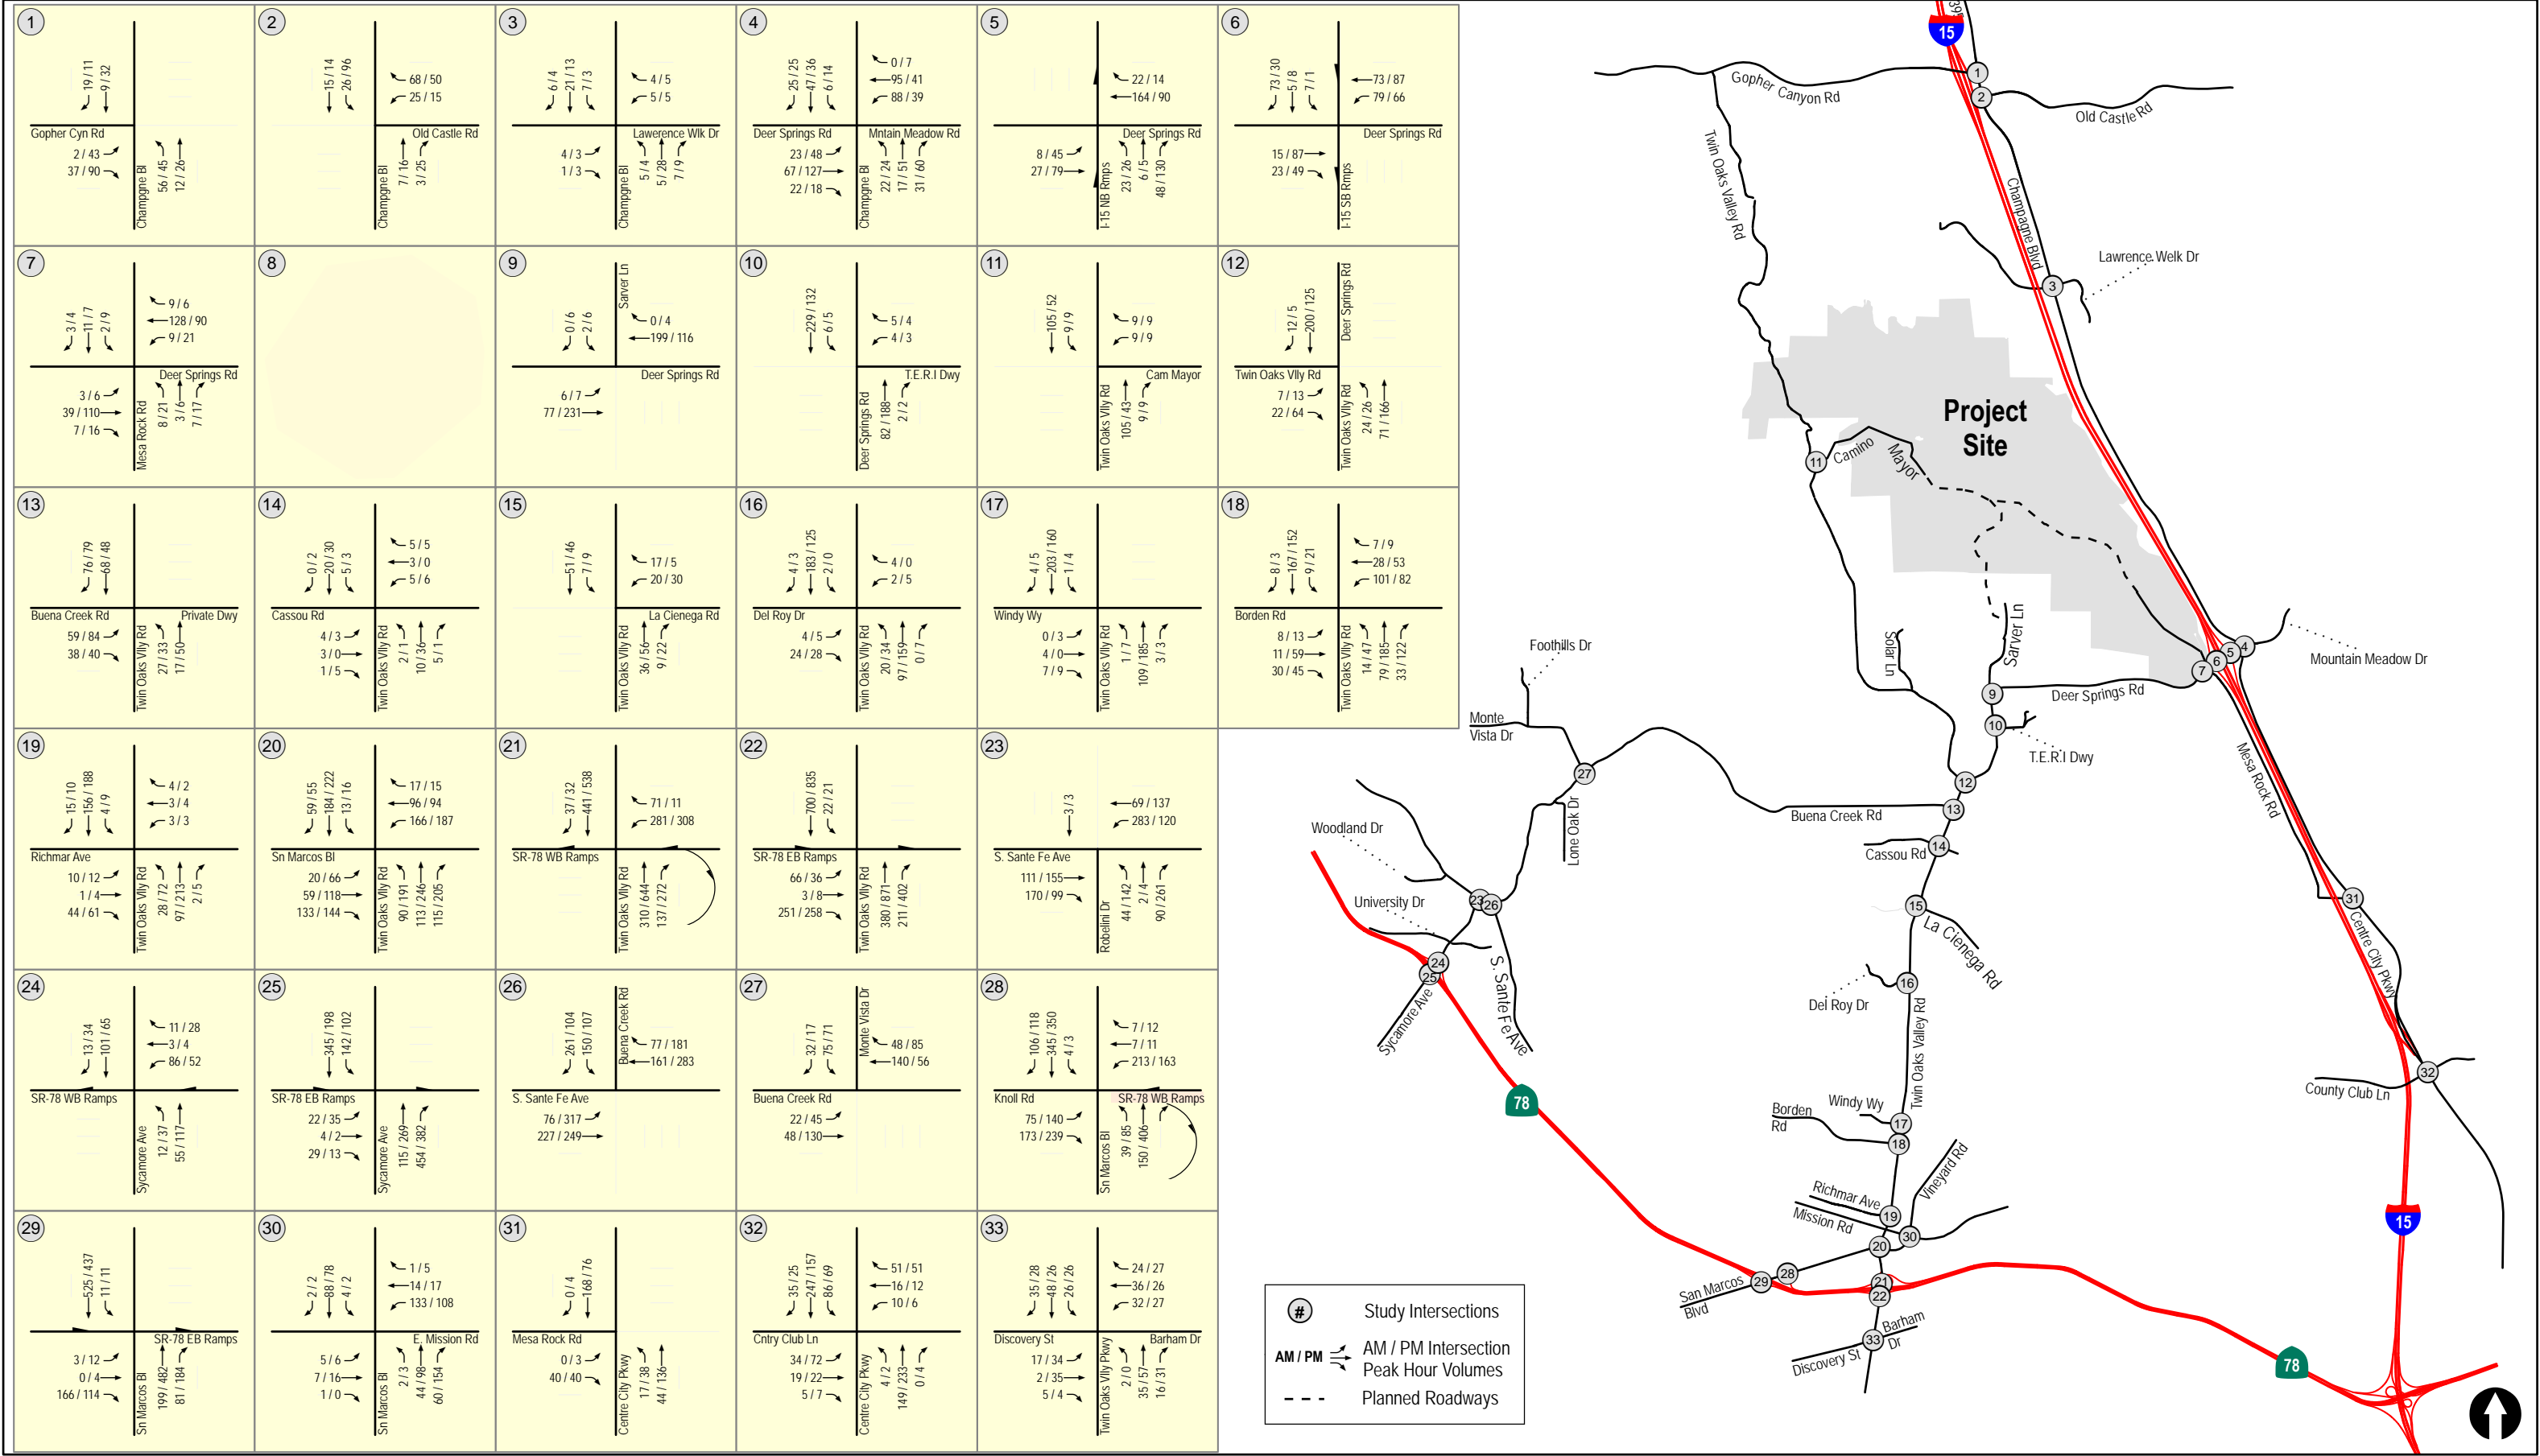 1
19 / 11
9 / 32
Gopher Cyn Rd
2 / 43
37 / 90
Champgne Bl
56 / 45
12 / 26
2
15 / 14
26 / 96
68 / 50
25 / 15
Old Castle Rd
Champgne Bl
7 / 16
3 / 25
3
6 / 4
21 / 13
7 / 3
4 / 5
5 / 5
Lawerence Wlk Dr
4 / 3
1 / 3
Champgne Bl
5 / 4
5 / 28
7 / 9
4
25 / 25
47 / 36
6 / 14
0 / 7
95 / 41
88 / 39
Deer Springs Rd
Mntain Meadow Rd
23 / 48
67 / 127
22 / 18
Champgne Bl
22 / 24
17 / 51
31 / 60
5
22 / 14
164 / 90
Deer Springs Rd
8 / 45
27 / 79
I-15 NB Rmps
23 / 26
6 / 5
48 / 130
6
73 / 30
5 / 8
7 / 1
73 / 87
79 / 66
Deer Springs Rd
15 / 87
23 / 49
I-15 SB Rmps
7
3 / 4
11 / 7
2 / 9
9 / 6
128 / 90
9 / 21
Deer Springs Rd
3 / 6
39 / 110
7 / 16
Mesa Rock Rd
8 / 21
3 / 6
7 / 17
8
9
Sarver Ln
0 / 6
2 / 6
0 / 4
199 / 116
Deer Springs Rd
6 / 7
77 / 231
10
229 / 132
6 / 5
5 / 4
4 / 3
T.E.R.I Dwy
Deer Springs Rd
82 / 188
2 / 2
11
105 / 52
9 / 9
9 / 9
9 / 9
Cam Mayor
Twin Oaks Vlly Rd
105 / 43
9 / 9
12
Deer Springs Rd
12 / 5
200 / 125
Twin Oaks Vlly Rd
7 / 13
22 / 64
Twin Oaks Vlly Rd
24 / 26
71 / 166
13
76 / 79
68 / 48
Buena Creek Rd
Private Dwy
59 / 84
38 / 40
Twin Oaks Vlly Rd
27 / 33
17 / 50
14
0 / 2
20 / 30
5 / 3
5 / 5
3 / 0
5 / 6
Cassou Rd
4 / 3
3 / 0
1 / 5
Twin Oaks Vlly Rd
2 / 1
10 / 36
5 / 1
15
51 / 46
7 / 9
17 / 5
20 / 30
La Cienega Rd
Twin Oaks Vlly Rd
36 / 56
9 / 22
16
4 / 3
183 / 125
2 / 0
4 / 0
2 / 5
Del Roy Dr
4 / 5
24 / 28
Twin Oaks Vlly Rd
20 / 34
97 / 159
0 / 7
17
4 / 5
203 / 160
1 / 4
Windy Wy
0 / 3
4 / 0
7 / 9
Twin Oaks Vlly Rd
1 / 7
109 / 185
3 / 3
18
8 / 3
167 / 152
9 / 21
7 / 9
28 / 53
101 / 82
Borden Rd
8 / 13
11 / 59
30 / 45
Twin Oaks Vlly Rd
14 / 47
79 / 185
33 / 122
19
15 / 10
156 / 188
4 / 9
4 / 2
3 / 4
3 / 3
Richmar Ave
10 / 12
1 / 4
44 / 61
Twin Oaks Vlly Rd
28 / 72
97 / 213
2 / 5
20
59 / 55
184 / 222
13 / 16
17 / 15
96 / 94
166 / 187
Sn Marcos Bl
20 / 66
59 / 118
133 / 144
Twin Oaks Vlly Rd
90 / 191
113 / 246
115 / 205
21
37 / 32
441 / 538
71 / 11
281 / 308
SR-78 WB Ramps
Twin Oaks Vlly Rd
310 / 644
137 / 272
22
700 / 835
22 / 21
SR-78 EB Ramps
66 / 36
3 / 8
251 / 258
Twin Oaks Vlly Rd
380 / 871
211 / 402
23
3 / 3
69 / 137
283 / 120
S. Sante Fe Ave
111 / 155
170 / 99
Robelini Dr
44 / 142
2 / 4
90 / 261
24
13 / 34
101 / 65
11 / 28
3 / 4
86 / 52
SR-78 WB Ramps
Sycamore Ave
12 / 37
55 / 117
25
345 / 198
142 / 102
SR-78 EB Ramps
22 / 35
4 / 2
29 / 13
Sycamore Ave
115 / 269
454 / 382
26
261 / 104
150 / 107
Buena Creek Rd
77 / 181
161 / 283
S. Sante Fe Ave
76 / 317
227 / 249
27
32 / 17
75 / 71
Monte Vista Dr
48 / 85
140 / 56
Buena Creek Rd
22 / 45
48 / 130
28
106 / 118
345 / 350
4 / 3
7 / 12
7 / 11
213 / 163
Knoll Rd
SR-78 WB Ramps
75 / 140
173 / 239
Sn Marcos Bl
39 / 85
150 / 406
29
525 / 437
11 / 11
SR-78 EB Ramps
3 / 12
0 / 4
166 / 114
Sn Marcos Bl
199 / 482
81 / 184
30
2 / 2
88 / 78
4 / 2
1 / 5
14 / 17
133 / 108
E. Mission Rd
5 / 6
7 / 16
1 / 0
Sn Marcos Bl
2 / 3
44 / 98
60 / 154
31
0 / 4
168 / 76
Mesa Rock Rd
0 / 3
40 / 40
Centre City Pkwy
17 / 38
44 / 136
32
35 / 25
247 / 157
86 / 69
51 / 51
16 / 12
10 / 6
Cntry Club Ln
34 / 72
19 / 22
5 / 7
Centre City Pkwy
4 / 2
149 / 233
0 / 4
33
35 / 28
48 / 26
26 / 26
24 / 27
36 / 26
32 / 27
Discovery St
Barham Dr
17 / 34
2 / 35
5 / 4
Twin Oaks Vlly Pkwy
2 / 0
35 / 57
16 / 31
395
15
1
Gopher Canyon Rd
2
Old Castle Rd
Twin Oaks Valley Rd
Champagne Blvd
Lawrence Welk Dr
3
Project
Site
11
Camino
Mayor
Solar Ln
Sarver Ln
Foothills Dr
4
5
6
7
Mountain Meadow Dr
9
Deer Springs Rd
Monte
Vista Dr
10
T.E.R.I Dwy
27
12
Mesa Rock Rd
13
Buena Creek Rd
Lone Oak Dr
Woodland Dr
14
Cassou Rd
23
26
31
University Dr
15
La Cienega Rd
Centre City Pkwy
24
25
S. Sante Fe Ave
Sycamore Ave
16
Del Roy Dr
Twin Oaks Valley Rd
32
County Club Ln
78
Windy Wy
Borden
Rd
17
18
Vineyard Rd
Richmar Ave
Mission Rd
19
30
20
15
28
29
21
22
San Marcos
Blvd
33
Barham
Dr
Discovery St
78
#
Study Intersections
AM / PM
AM / PM Intersection
Peak Hour Volumes
Planned Roadways